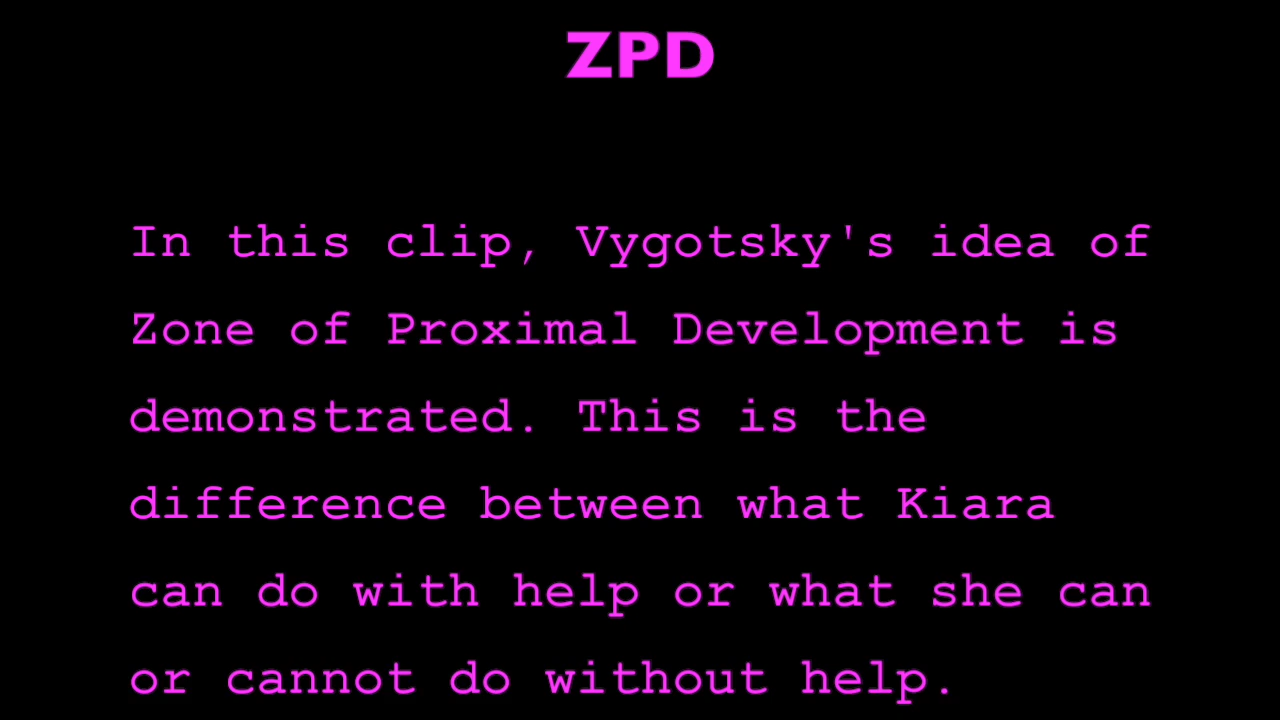 ZPD
In this clip, Vygotsky's idea of
Zone of Proximal Development is
demonstrated. This is the
difference between what Kiara
can do with help or what she can
or cannot do without help.